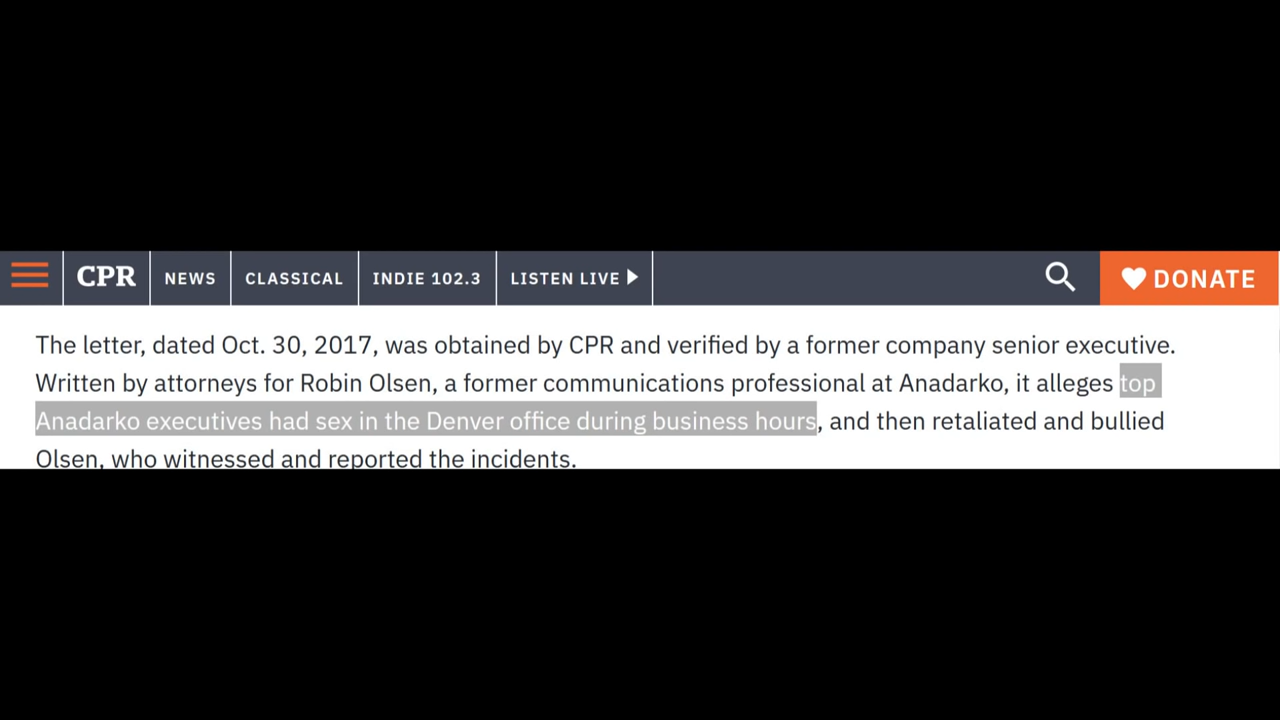 CPR NEWS CLASSICAL INDIE 102.3 LISTEN LIVE DONATE
The letter, dated Oct. 30, 2017, was obtained by CPR and verified by a former company senior executive.
Written by attorneys for Robin Olsen, a former communications professional at Anadarko, it alleges top
Anadarko executives had sex in the Denver office during business hours, and then retaliated and bullied
Olsen, who witnessed and reported the incidents.